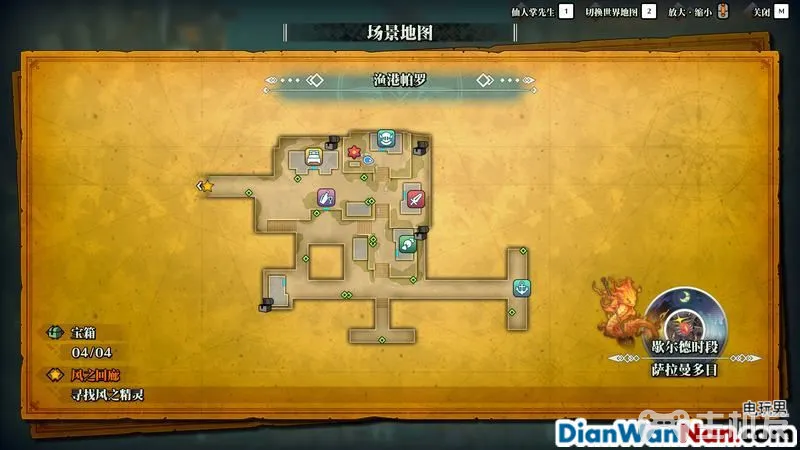 仙人掌先生 1 切换世界地图 2 放大·缩小 关闭 M
场景地图
渔港帕罗
宝箱
04/04
风之回廊
寻找风之精灵
歇尔德时段
萨拉曼多日
电玩男
DianWanNan.com